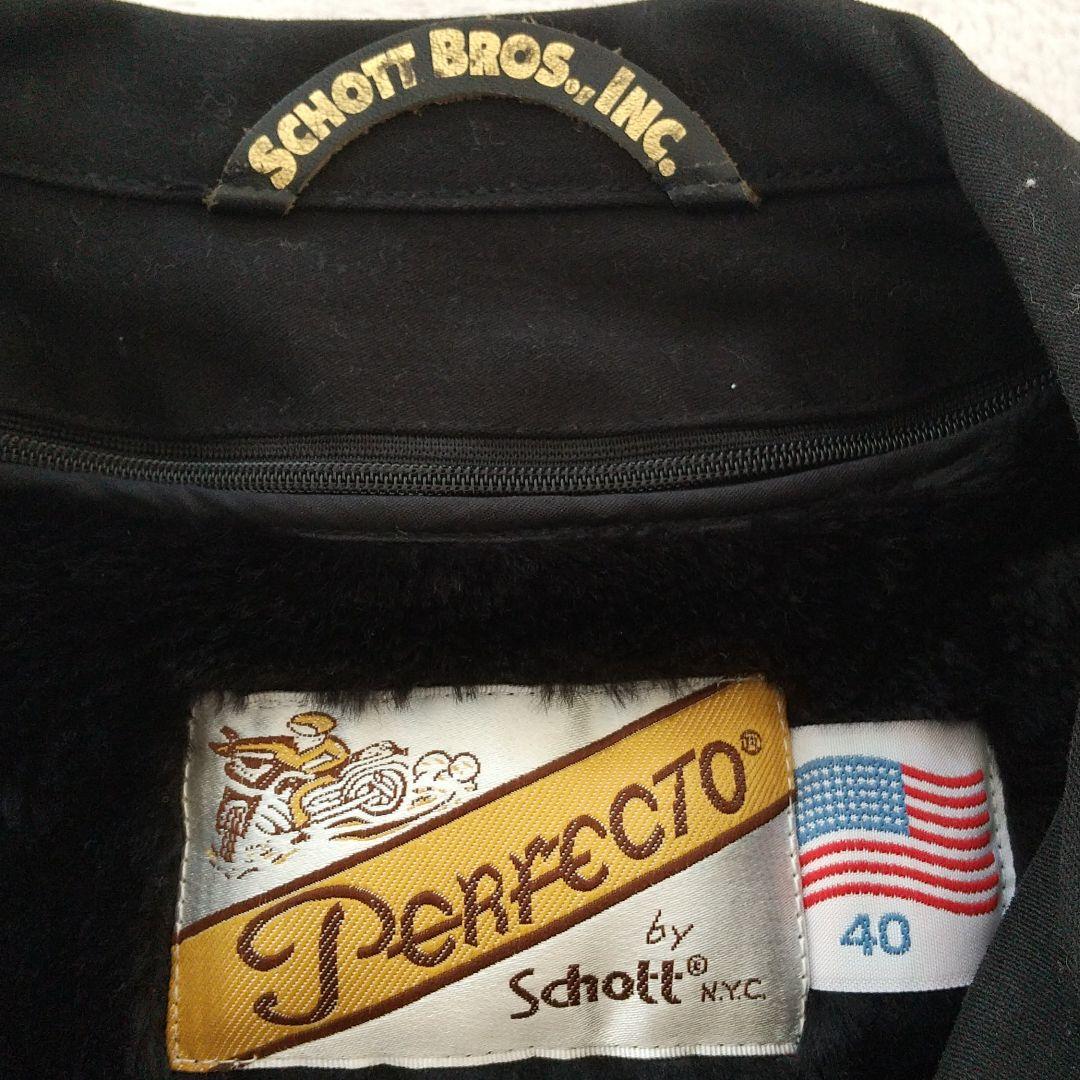 SCHOTT BROS., INC.
PERFECTO®
by
Schott® N.Y.C.
40